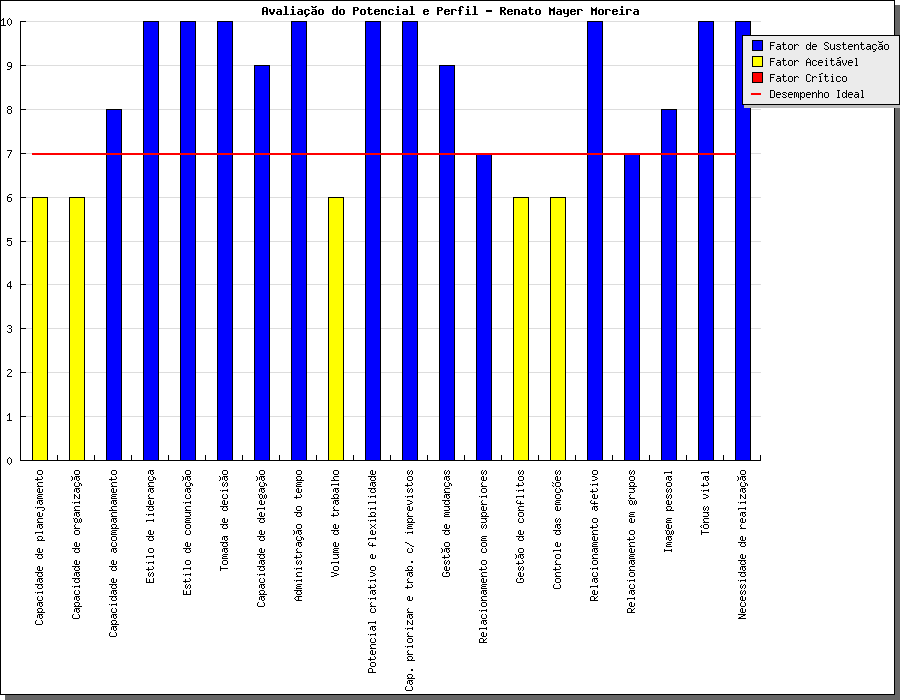 Avaliação do Potencial e Perfil - Renato Mayer Moreira
Fator de Sustentação
Fator Aceitável
Fator Crítico
Desempenho Ideal
10
9
8
7
6
5
4
3
2
1
0
Capacidade de planejamento
Capacidade de organização
Capacidade de acompanhamento
Estilo de liderança
Estilo de comunicação
Tomada de decisão
Capacidade de delegação
Administração do tempo
Volume de trabalho
Potencial criativo e flexibilidade
Cap. priorizar e trab. c/ imprevistos
Gestão de mudanças
Relacionamento com superiores
Gestão de conflitos
Controle das emoções
Relacionamento afetivo
Relacionamento em grupos
Imagem pessoal
Tônus vital
Necessidade de realização